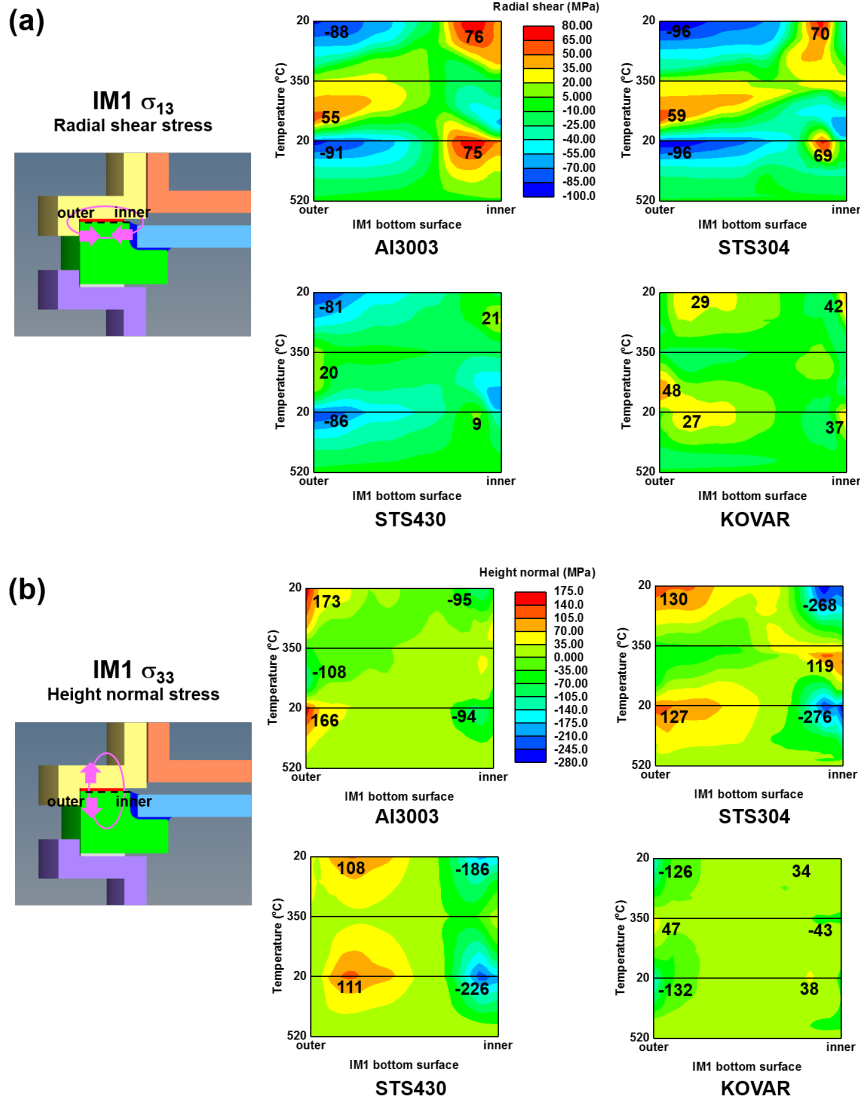 (a)
IM1 σ13
Radial shear stress
outer inner
Radial shear (MPa)
80.00
65.00
50.00
35.00
20.00
5.000
-10.00
-25.00
-40.00
-55.00
-70.00
-85.00
-100.0
Temperature (°C)
20
350
20
520
-88
76
55
-91
75
outer
inner
IM1 bottom surface
Al3003
Temperature (°C)
20
350
20
520
-96
70
59
-96
69
outer
inner
IM1 bottom surface
STS304
Temperature (°C)
20
350
20
520
-81
21
20
-86
9
outer
inner
IM1 bottom surface
STS430
Temperature (°C)
20
350
20
520
29
42
48
27
37
outer
inner
IM1 bottom surface
KOVAR
(b)
IM1 σ33
Height normal stress
outer inner
Height normal (MPa)
175.0
140.0
105.0
70.00
35.00
0.000
-35.00
-70.00
-105.0
-140.0
-175.0
-210.0
-245.0
-280.0
Temperature (°C)
20
350
20
520
173
-95
-108
166
-94
outer
inner
IM1 bottom surface
Al3003
Temperature (°C)
20
350
20
520
130
-268
119
127
-276
outer
inner
IM1 bottom surface
STS304
Temperature (°C)
20
350
20
520
108
-186
111
-226
outer
inner
IM1 bottom surface
STS430
Temperature (°C)
20
350
20
520
-126
34
47
-43
-132
38
outer
inner
IM1 bottom surface
KOVAR